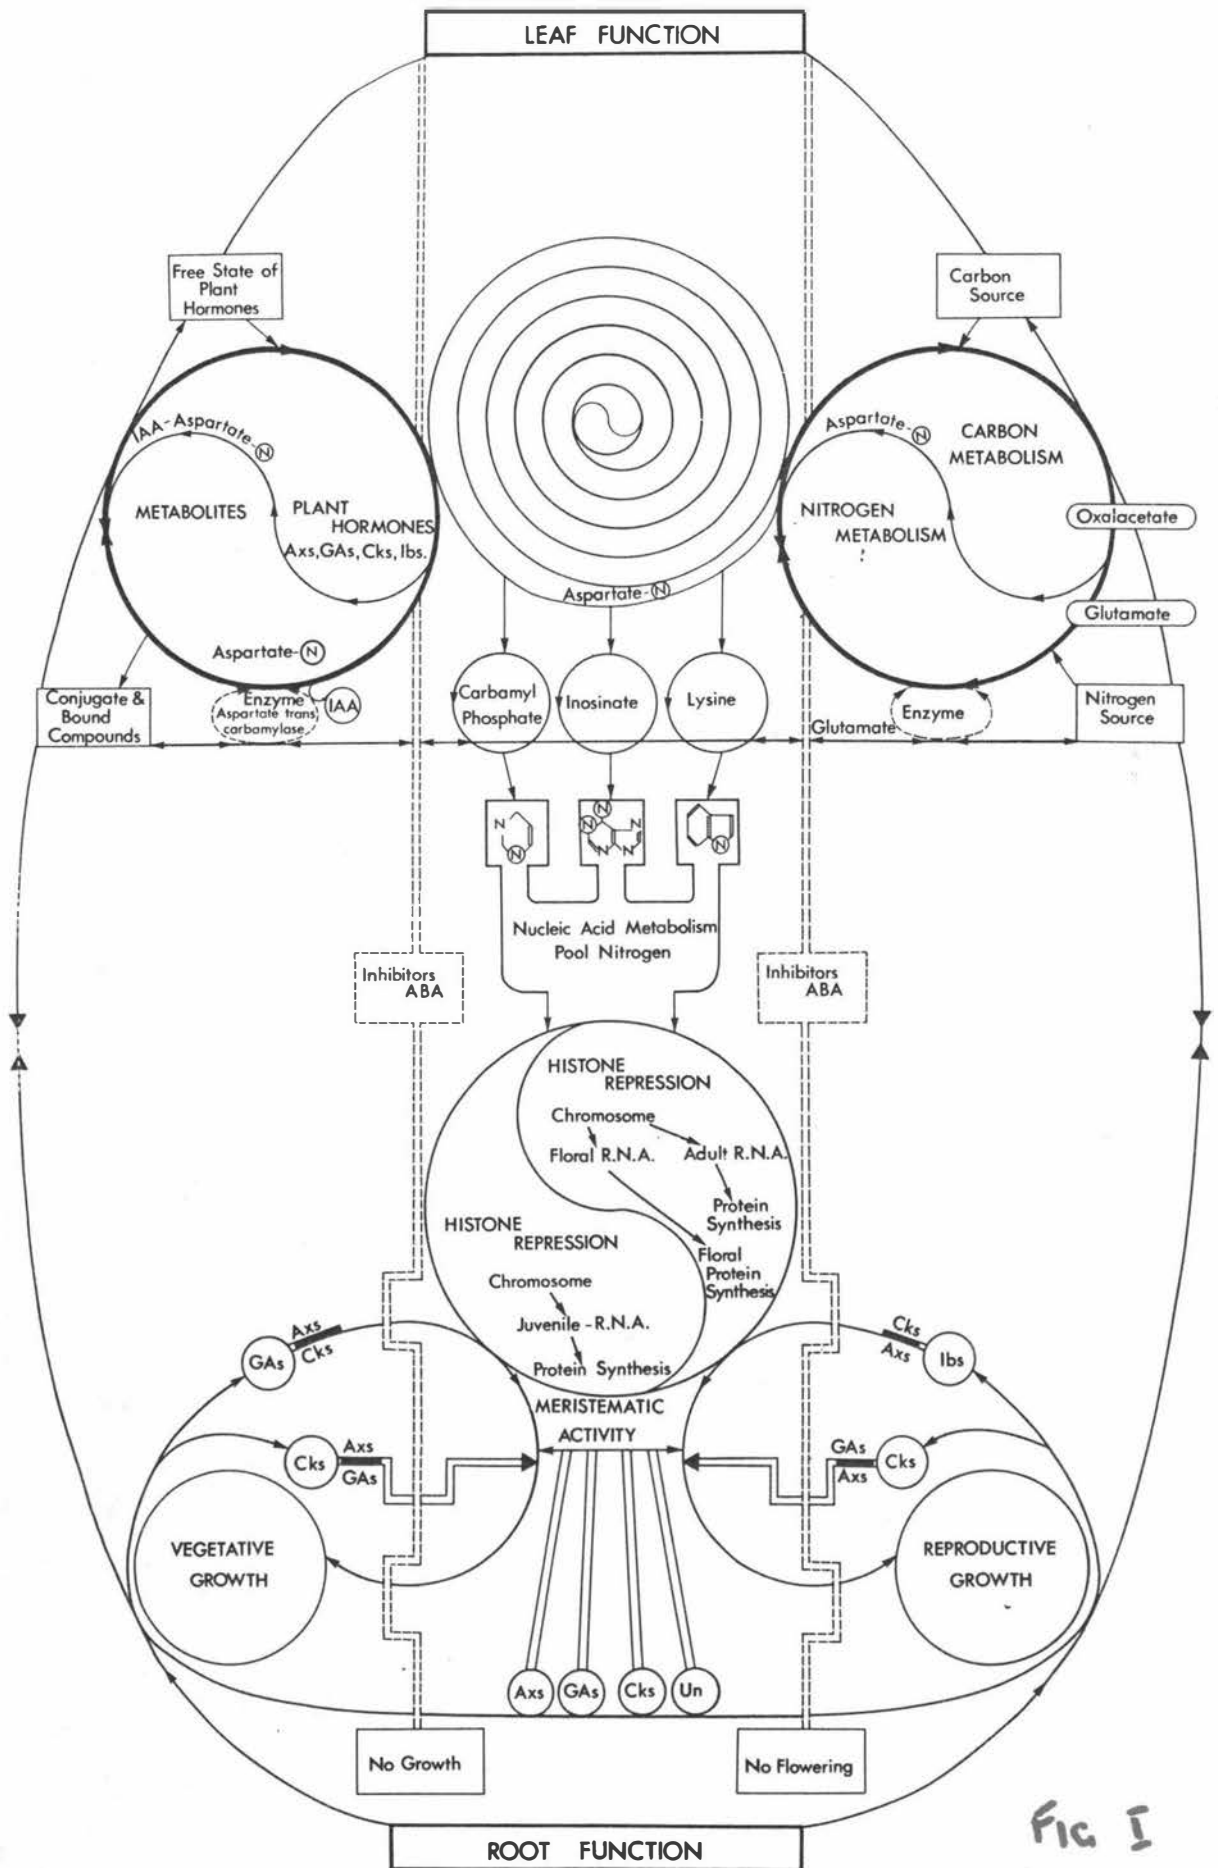 LEAF FUNCTION
Free State of
Plant
Hormones
Carbon
Source
IAA-Aspartate-N
METABOLITES
PLANT
HORMONES
Axs,GAs,Cks,Ibs.
Aspartate-N
Enzyme
Aspartate trans
carbamylase
IAA
Conjugate &
Bound
Compounds
Aspartate-N
Carbamyl
Phosphate
Inosinate
Lysine
Aspartate-N
CARBON
METABOLISM
NITROGEN
METABOLISM
Oxalacetate
Glutamate
Glutamate
Enzyme
Nitrogen
Source
N
N
N
N
N
N
N
N
Nucleic Acid Metabolism
Pool Nitrogen
Inhibitors
ABA
Inhibitors
ABA
HISTONE
REPRESSION
Chromosome
Floral R.N.A.
Adult R.N.A.
Protein
Synthesis
Floral
Protein
Synthesis
HISTONE
REPRESSION
Chromosome
Juvenile-R.N.A.
Protein Synthesis
GAs
Axs
Cks
Cks
Axs
Ibs
MERISTEMATIC
ACTIVITY
Cks
Axs
GAs
GAs
Axs
Cks
VEGETATIVE
GROWTH
REPRODUCTIVE
GROWTH
Axs
GAs
Cks
Un
No Growth
No Flowering
ROOT FUNCTION
FIG I